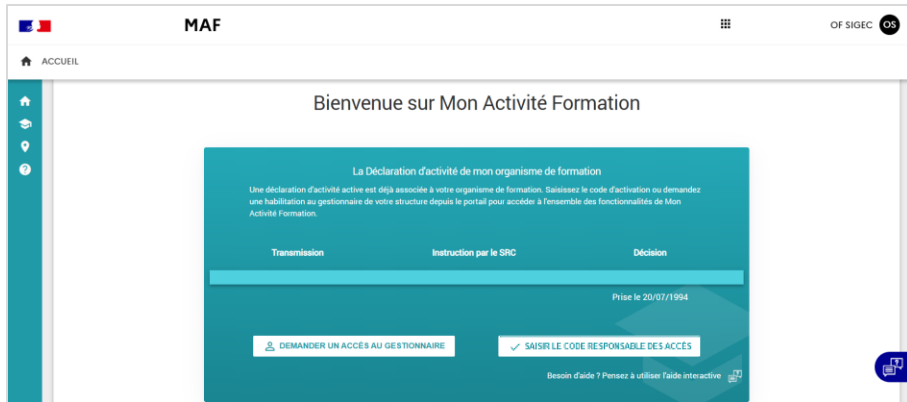 MAF
OF SIGEC OS
ACCUEIL
Bienvenue sur Mon Activité Formation
La Déclaration d'activité de mon organisme de formation
Une déclaration d'activité active est déjà associée à votre organisme de formation. Saisissez le code d'activation ou demandez
une habilitation au gestionnaire de votre structure depuis le portail pour accéder à l'ensemble des fonctionnalités de Mon
Activité Formation.
Transmission Instruction par le SRC Décision
Prise le 20/07/1994
DEMANDER UN ACCÈS AU GESTIONNAIRE SAISIR LE CODE RESPONSABLE DES ACCÈS
Besoin d'aide ? Pensez à utiliser l'aide interactive